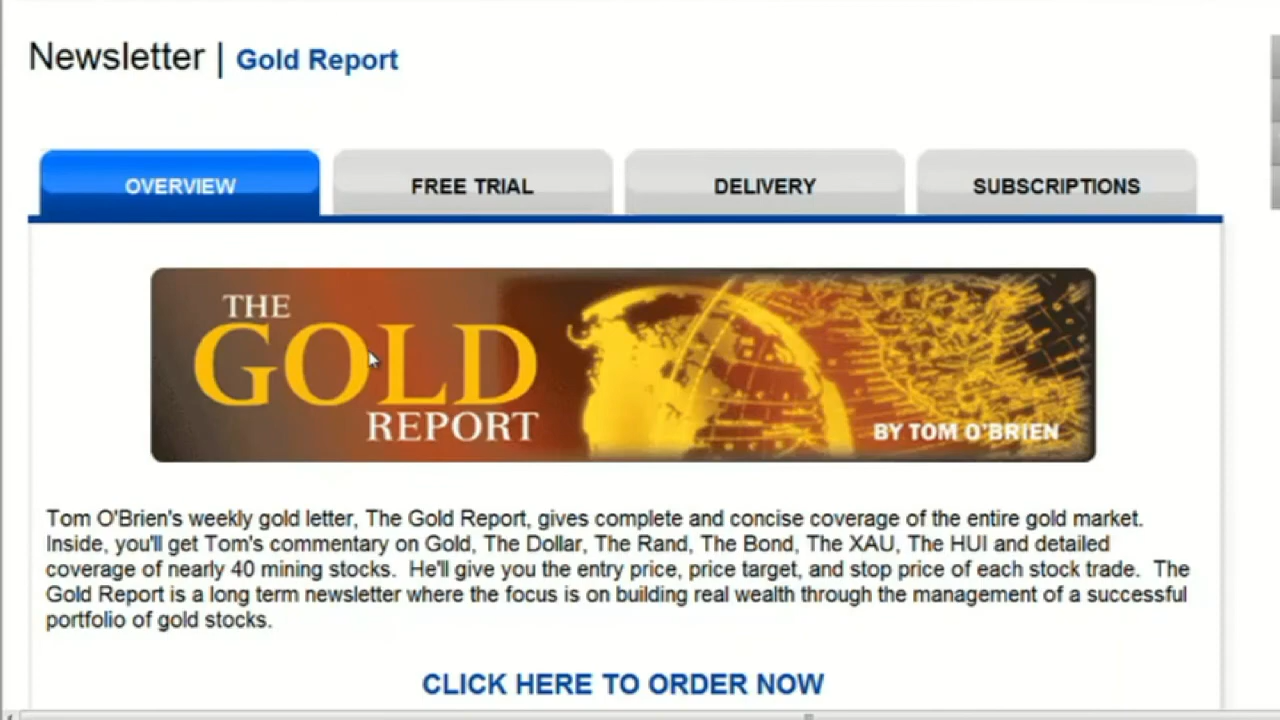 Newsletter | Gold Report
OVERVIEW FREE TRIAL DELIVERY SUBSCRIPTIONS
THE
GOLD
REPORT
BY TOM O'BRIEN
Tom O'Brien's weekly gold letter, The Gold Report, gives complete and concise coverage of the entire gold market.
Inside, you'll get Tom's commentary on Gold, The Dollar, The Rand, The Bond, The XAU, The HUI and detailed
coverage of nearly 40 mining stocks.  He'll give you the entry price, price target, and stop price of each stock trade.  The
Gold Report is a long term newsletter where the focus is on building real wealth through the management of a successful
portfolio of gold stocks.
CLICK HERE TO ORDER NOW